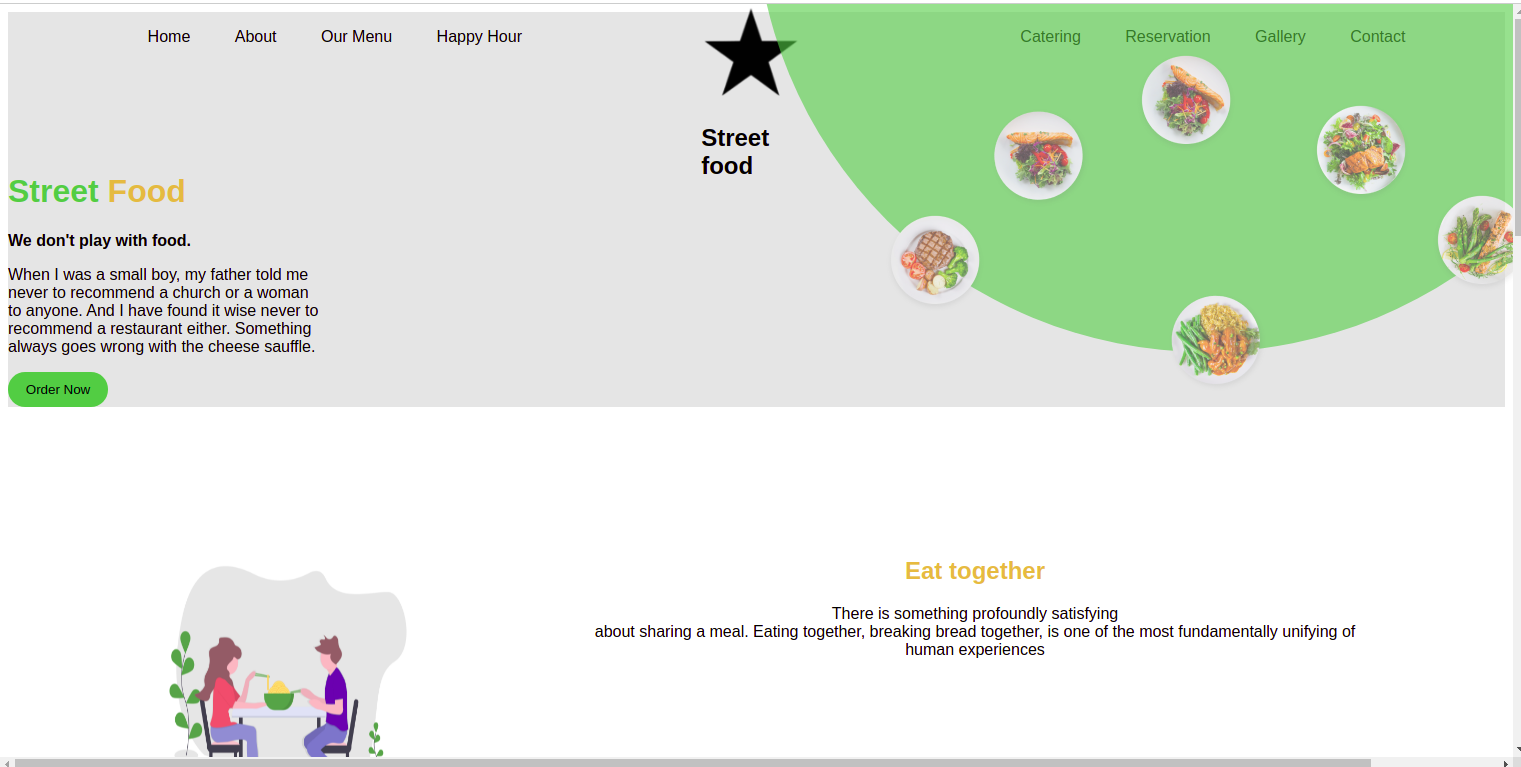 Home About Our Menu Happy Hour Catering Reservation Gallery Contact
Street
food
Street Food
We don't play with food.
When I was a small boy, my father told me
never to recommend a church or a woman
to anyone. And I have found it wise never to
recommend a restaurant either. Something
always goes wrong with the cheese sauffle.
Order Now
Eat together
There is something profoundly satisfying
about sharing a meal. Eating together, breaking bread together, is one of the most fundamentally unifying of
human experiences